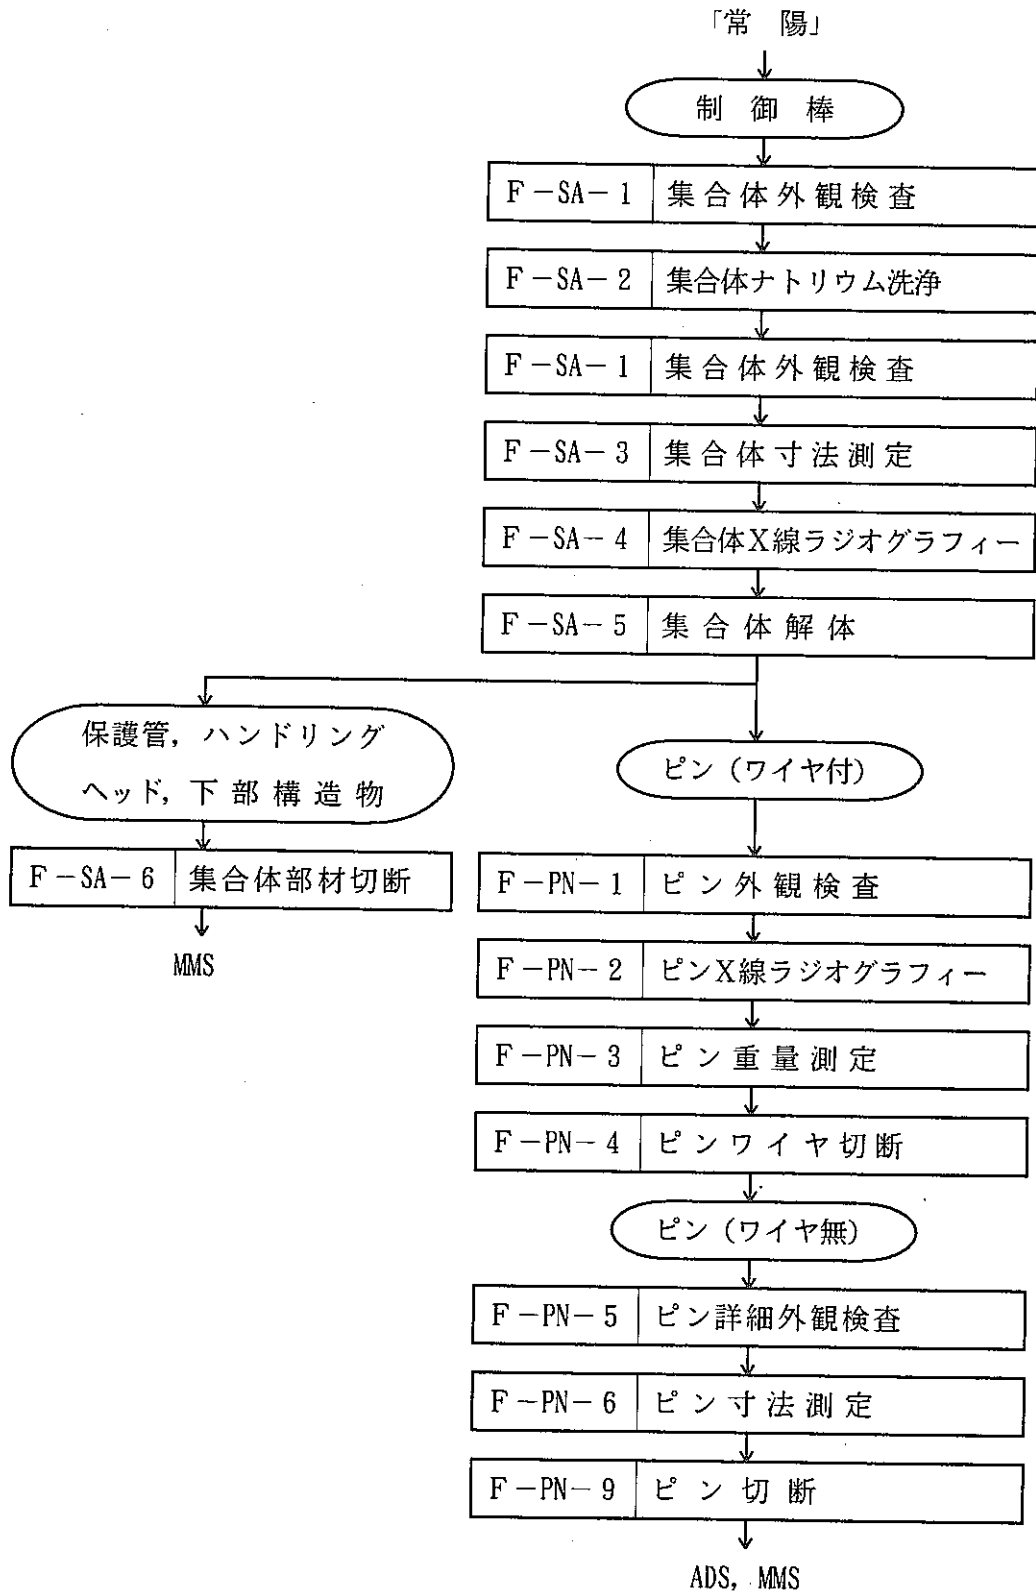 「常 陽」
制 御 棒
F-SA-1 集合体外観検査
F-SA-2 集合体ナトリウム洗浄
F-SA-1 集合体外観検査
F-SA-3 集合体寸法測定
F-SA-4 集合体X線ラジオグラフィー
F-SA-5 集合体解体
保護管, ハンドリング
ヘッド, 下部構造物
F-SA-6 集合体部材切断
MMS
ピン(ワイヤ付)
F-PN-1 ピン外観検査
F-PN-2 ピンX線ラジオグラフィー
F-PN-3 ピン重量測定
F-PN-4 ピンワイヤ切断
ピン(ワイヤ無)
F-PN-5 ピン詳細外観検査
F-PN-6 ピン寸法測定
F-PN-9 ピン切断
ADS, MMS